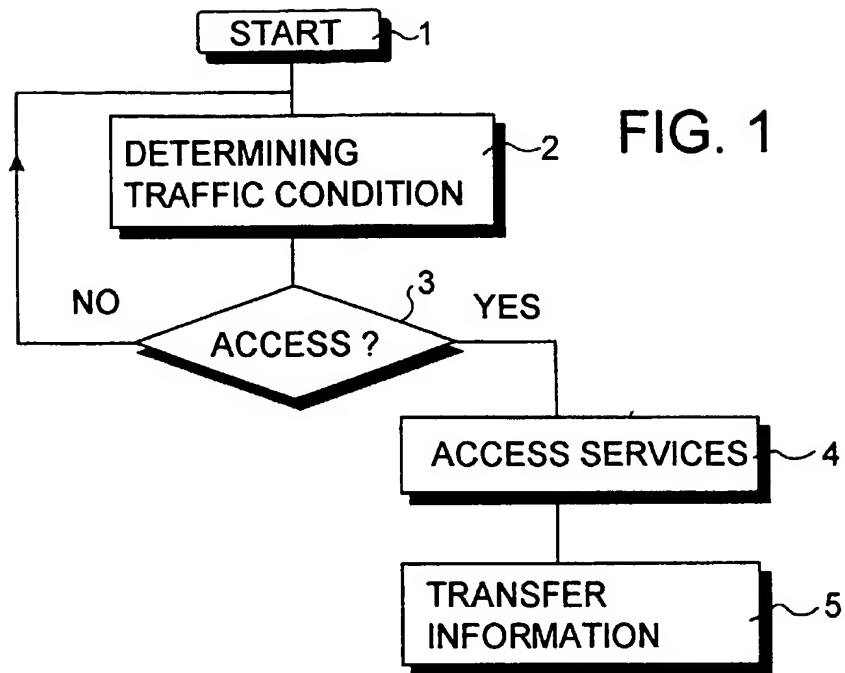 START 1
FIG. 1
DETERMINING 2
TRAFFIC CONDITION
NO
3
YES
ACCESS ?
ACCESS SERVICES 4
TRANSFER
INFORMATION 5